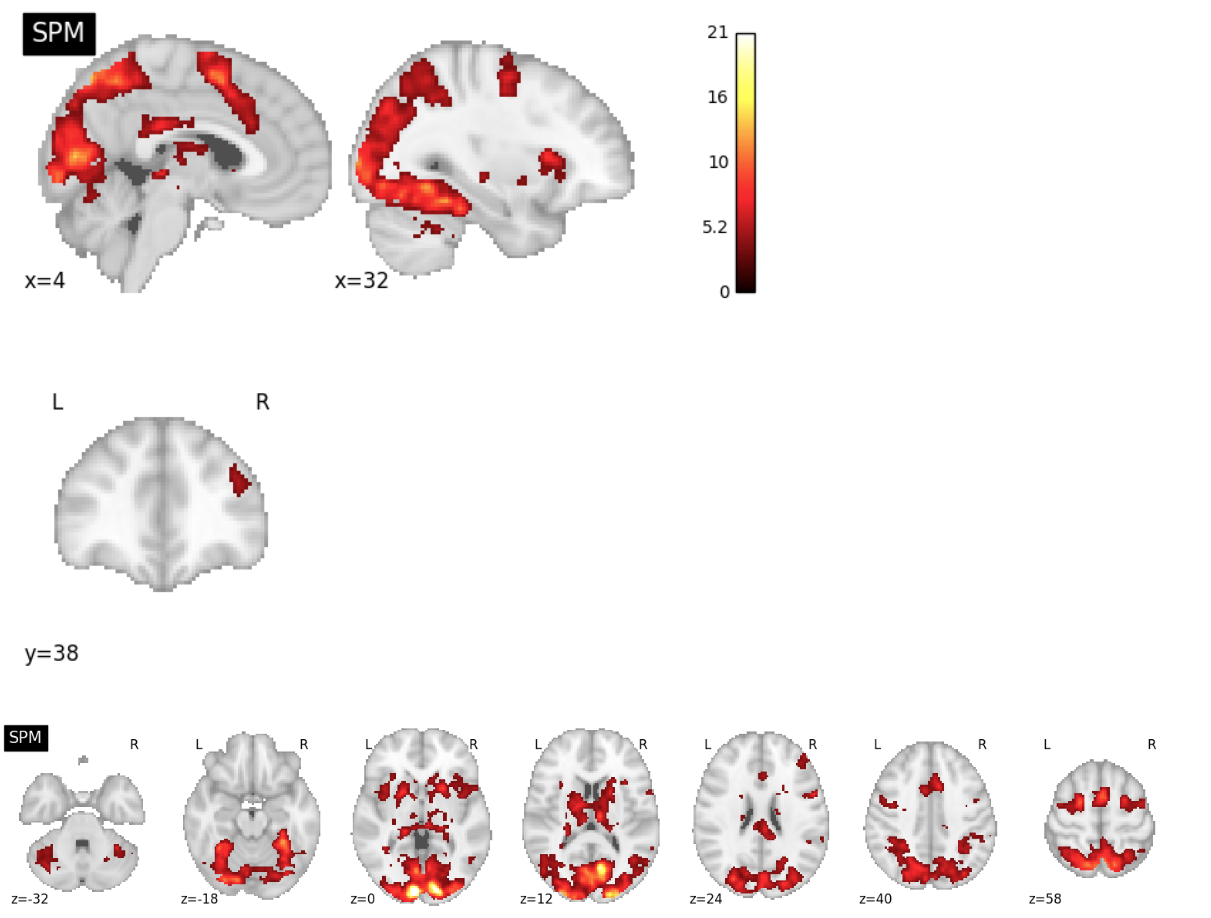 SPM
21
16
10
5.2
0
x=4
x=32
L R
y=38
SPM
R L R L R L R L R L R L R
z=-32 z=-18 z=0 z=12 z=24 z=40 z=58